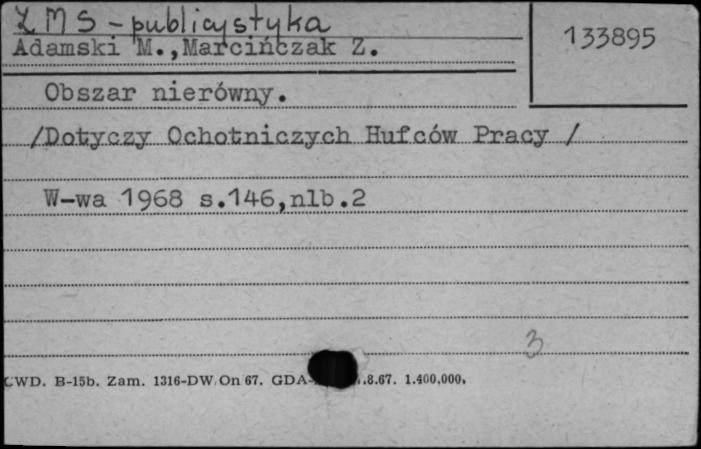 ZMS - publicystyka
133895
Adamski M.,Marcińczak Z.
Obszar nierówny.
/Dotyczy Ochotniczych Hufców Pracy /
W-wa 1968 s.146,nlb.2
3
CWD. B-15b. Zam. 1316-DW/On 67. GDA- .8.67. 1.400,000.